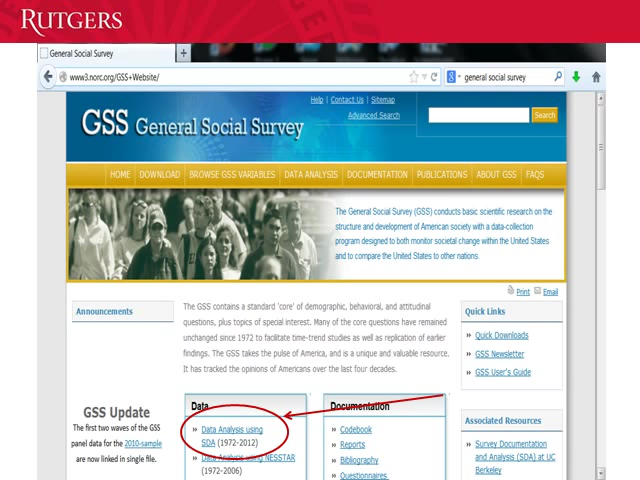 RUTGERS
General Social Survey
www3.norc.org/GSS+Website/
general social survey
Help | Contact Us | Sitemap
Advanced Search
Search
GSS General Social Survey
HOME DOWNLOAD BROWSE GSS VARIABLES DATA ANALYSIS DOCUMENTATION PUBLICATIONS ABOUT GSS FAQS
The General Social Survey (GSS) conducts basic scientific research on the
structure and development of American society with a data-collection
program designed to both monitor societal change within the United States
and to compare the United States to other nations.
Print Email
Announcements
GSS Update
The first two waves of the GSS
panel data for the 2010-sample
are now linked in single file.
The GSS contains a standard 'core' of demographic, behavioral, and attitudinal
questions, plus topics of special interest. Many of the core questions have remained
unchanged since 1972 to facilitate time-trend studies as well as replication of earlier
findings. The GSS takes the pulse of America, and is a unique and valuable resource.
It has tracked the opinions of Americans over the last four decades.
Data
» Data Analysis using
SDA (1972-2012)
» Data Analysis using NESSTAR
(1972-2006)
Documentation
» Codebook
» Reports
» Bibliography
» Questionnaires
Quick Links
» Quick Downloads
» GSS Newsletter
» GSS User's Guide
Associated Resources
» Survey Documentation
and Analysis (SDA) at UC
Berkeley